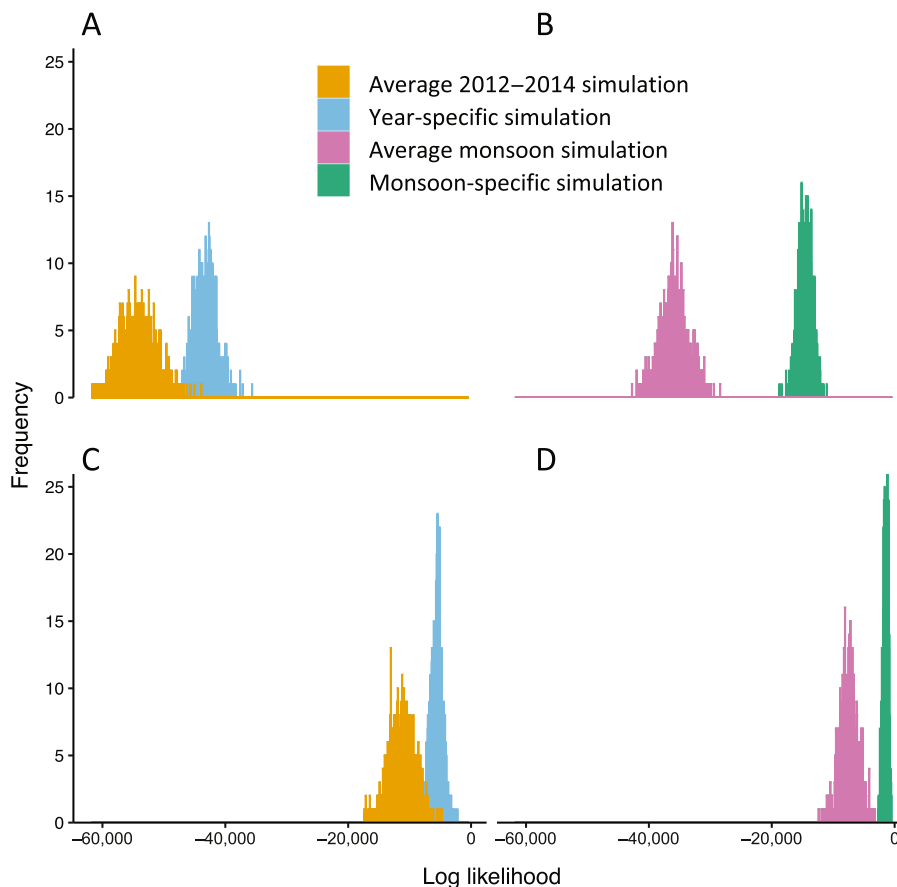 A
B
25
20
15
10
5
0
Average 2012–2014 simulation
Year-specific simulation
Average monsoon simulation
Monsoon-specific simulation
Frequency
C
D
25
20
15
10
5
0
−60,000 −40,000 −20,000 0 −60,000 −40,000 −20,000 0
Log likelihood